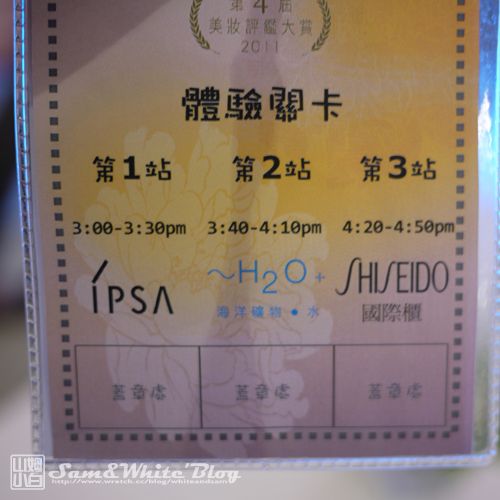 第4屆
美妝評鑑大賞
2011
體驗關卡
第1站 第2站 第3站
3:00-3:30pm 3:40-4:10pm 4:20-4:50pm
IPSA ~H2O+ SHISEIDO
海洋礦物●水 國際櫃
蓋章處 蓋章處 蓋章處
Sam&White'Blog
http://www.wretch.cc/blog/whiteandsam